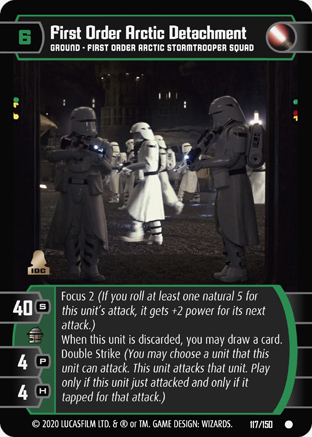 6
First Order Arctic Detachment
GROUND - FIRST ORDER ARCTIC STORMTROOPER SQUAD
IDC
40 S
4 P
4 H
Focus 2 (If you roll at least one natural 5 for
this unit's attack, it gets +2 power for its next
attack.)
When this unit is discarded, you may draw a card.
Double Strike (You may choose a unit that this
unit can attack. This unit attacks that unit. Play
only if this unit just attacked and only if it
tapped for that attack.)
© 2020 LUCASFILM LTD. & ® or TM. GAME DESIGN: WIZARDS.
117/150